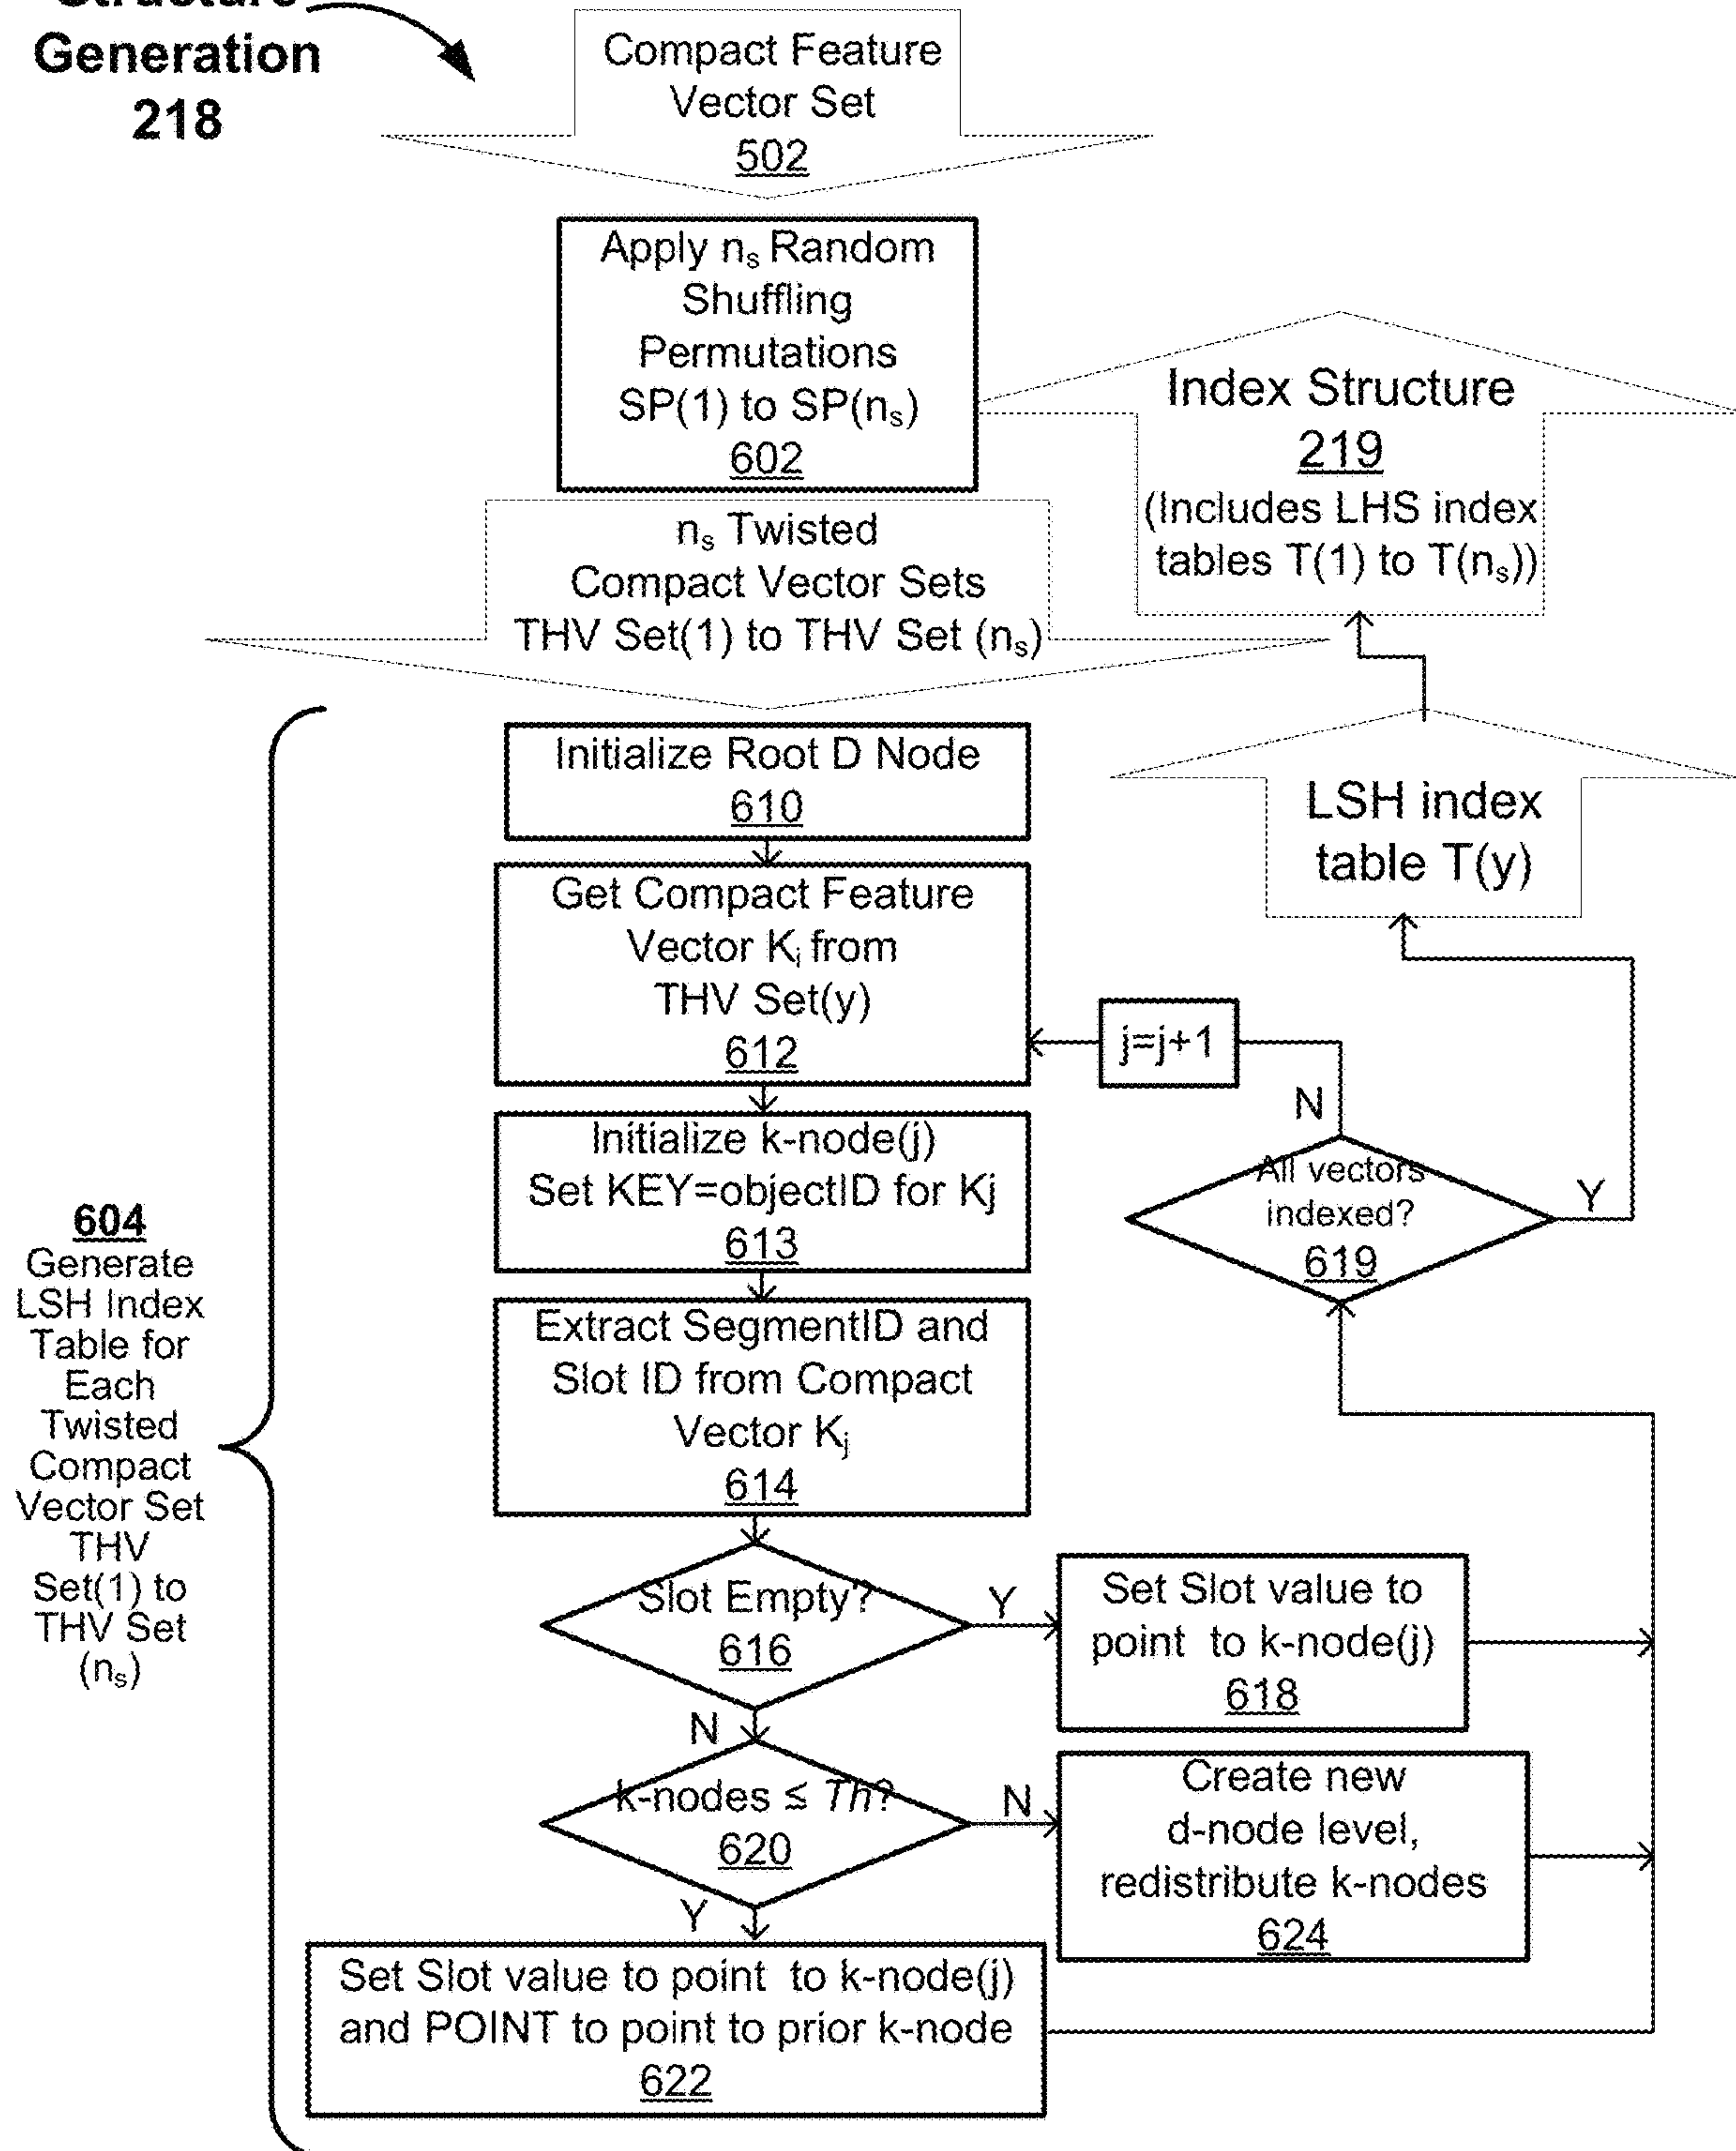 Structure
Generation
218
Compact Feature
Vector Set
502
Apply nₛ Random
Shuffling
Permutations
SP(1) to SP(nₛ)
602
Index Structure
219
(Includes LHS index
tables T(1) to T(nₛ))
nₛ Twisted
Compact Vector Sets
THV Set(1) to THV Set (nₛ)
Initialize Root D Node
610
LSH index
table T(y)
Get Compact Feature
Vector Kⱼ from
THV Set(y)
612
j=j+1
N
Initialize k-node(j)
Set KEY=objectID for Kj
613
All vectors
indexed?
619
Y
604
Generate
LSH Index
Table for
Each
Twisted
Compact
Vector Set
THV
Set(1) to
THV Set
(nₛ)
Extract SegmentID and
Slot ID from Compact
Vector Kⱼ
614
Slot Empty?
616
Y
Set Slot value to
point to k-node(j)
618
N
k-nodes ≤ Th?
620
N
Create new
d-node level,
redistribute k-nodes
624
Y
Set Slot value to point to k-node(j)
and POINT to point to prior k-node
622